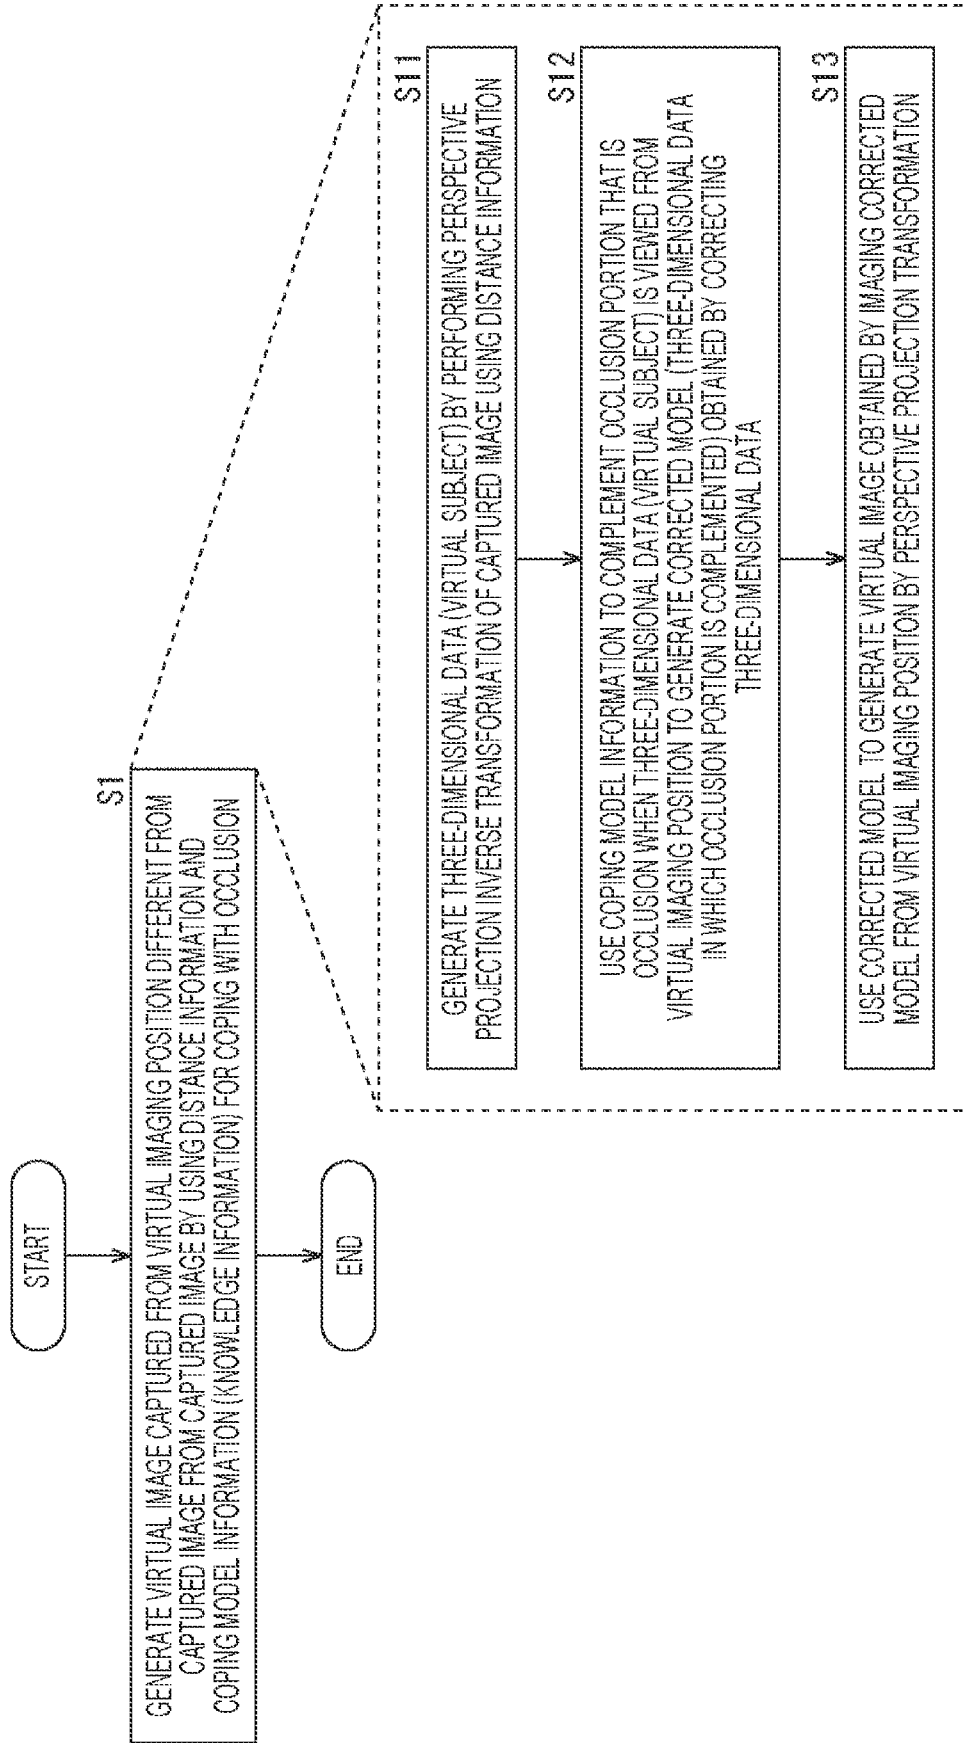 START
S1
GENERATE VIRTUAL IMAGE CAPTURED FROM VIRTUAL IMAGING POSITION DIFFERENT FROM
CAPTURED IMAGE FROM CAPTURED IMAGE BY USING DISTANCE INFORMATION AND
COPING MODEL INFORMATION (KNOWLEDGE INFORMATION) FOR COPING WITH OCCLUSION
END
S11
GENERATE THREE-DIMENSIONAL DATA (VIRTUAL SUBJECT) BY PERFORMING PERSPECTIVE
PROJECTION INVERSE TRANSFORMATION OF CAPTURED IMAGE USING DISTANCE INFORMATION
S12
USE COPING MODEL INFORMATION TO COMPLEMENT OCCLUSION PORTION THAT IS
OCCLUSION WHEN THREE-DIMENSIONAL DATA (VIRTUAL SUBJECT) IS VIEWED FROM
VIRTUAL IMAGING POSITION TO GENERATE CORRECTED MODEL (THREE-DIMENSIONAL DATA
IN WHICH OCCLUSION PORTION IS COMPLEMENTED) OBTAINED BY CORRECTING
THREE-DIMENSIONAL DATA
S13
USE CORRECTED MODEL TO GENERATE VIRTUAL IMAGE OBTAINED BY IMAGING CORRECTED
MODEL FROM VIRTUAL IMAGING POSITION BY PERSPECTIVE PROJECTION TRANSFORMATION